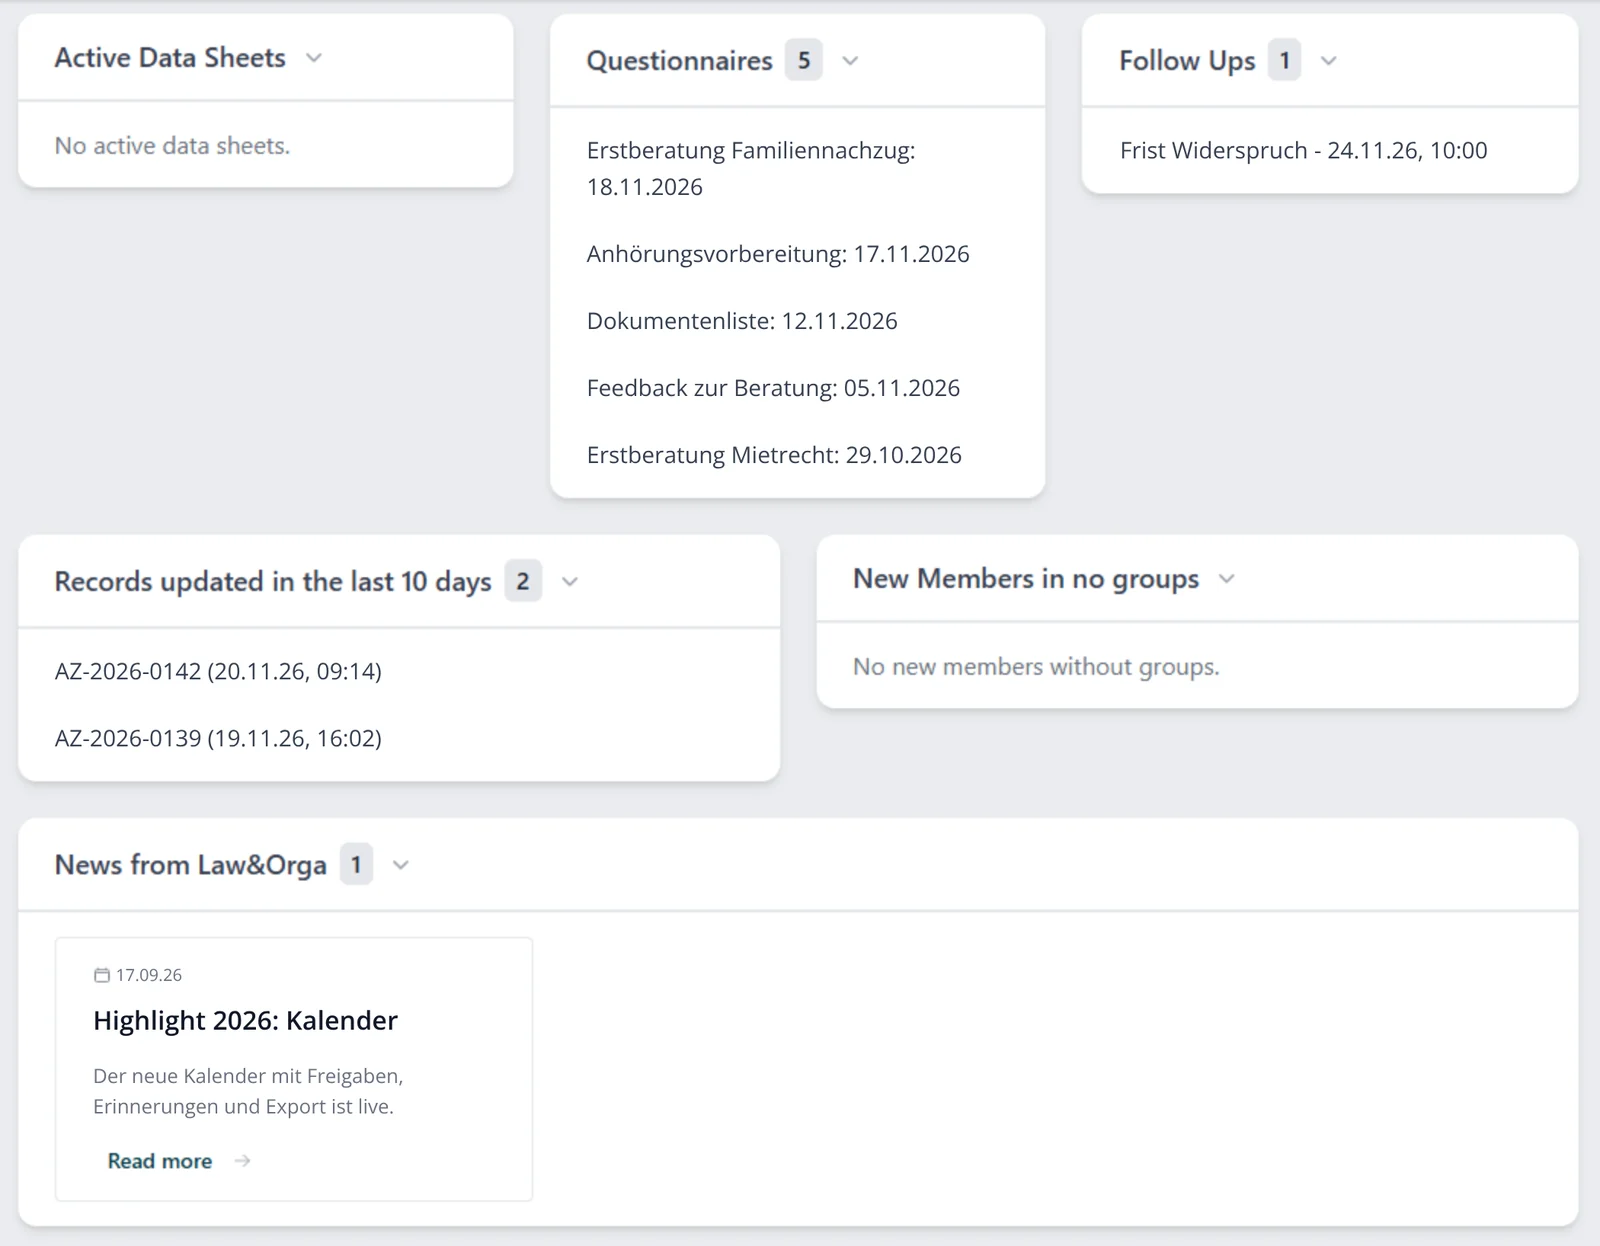 Active Data Sheets
No active data sheets.
Questionnaires 5
Erstberatung Familiennachzug:
18.11.2026
Anhörungsvorbereitung: 17.11.2026
Dokumentenliste: 12.11.2026
Feedback zur Beratung: 05.11.2026
Erstberatung Mietrecht: 29.10.2026
Follow Ups 1
Frist Widerspruch - 24.11.26, 10:00
Records updated in the last 10 days 2
AZ-2026-0142 (20.11.26, 09:14)
AZ-2026-0139 (19.11.26, 16:02)
New Members in no groups
No new members without groups.
News from Law&Orga 1
17.09.26
Highlight 2026: Kalender
Der neue Kalender mit Freigaben,
Erinnerungen und Export ist live.
Read more